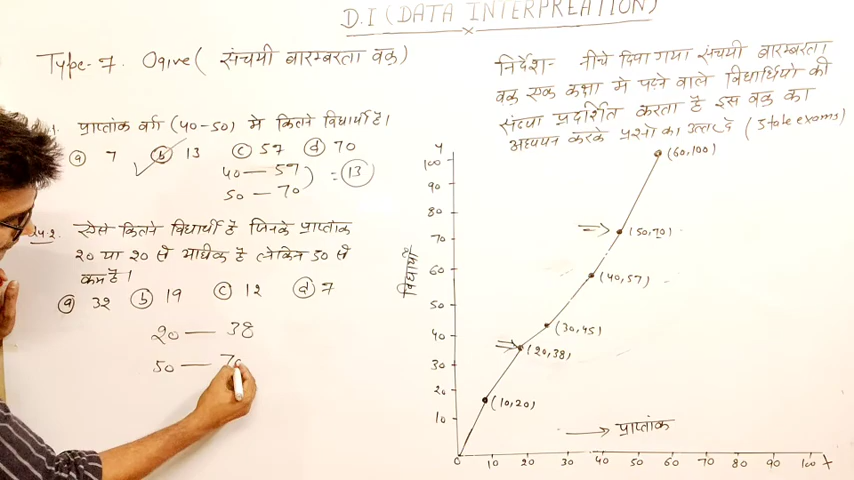 D.I (DATA INTERPREATION)
Type-7. Ogive ( संचयी बारम्बरता वक्र)
निर्देश- नीचे दिया गया संचयी बारम्बरता
वक्र एक कक्षा मे पढ़ने वाले विद्यार्थियो की
संख्या प्रदर्शित करता है इस वक्र का
अध्ययन करके प्रश्नो का उत्तर दे (State exams)
1. प्राप्तांक वर्ग (40-50) मे कितने विद्यार्थी है।
ⓐ 7 ⓑ 13 ⓒ 57 ⓓ 70
40 — 57
50 — 70
= 13
2. ऐसे कितने विद्यार्थी है जिनके प्राप्तांक
20 या 20 से अधिक है लेकिन 50 से
कम है।
ⓐ 32 ⓑ 19 ⓒ 12 ⓓ 7
20 — 38
50 — 70
Y
100
90
80
70
60
50
40
30
20
10
विद्यार्थी
(60,100)
(50,70)
(40,57)
(30,45)
(20,38)
(10,20)
→ प्राप्तांक
0 10 20 30 40 50 60 70 80 90 100 X